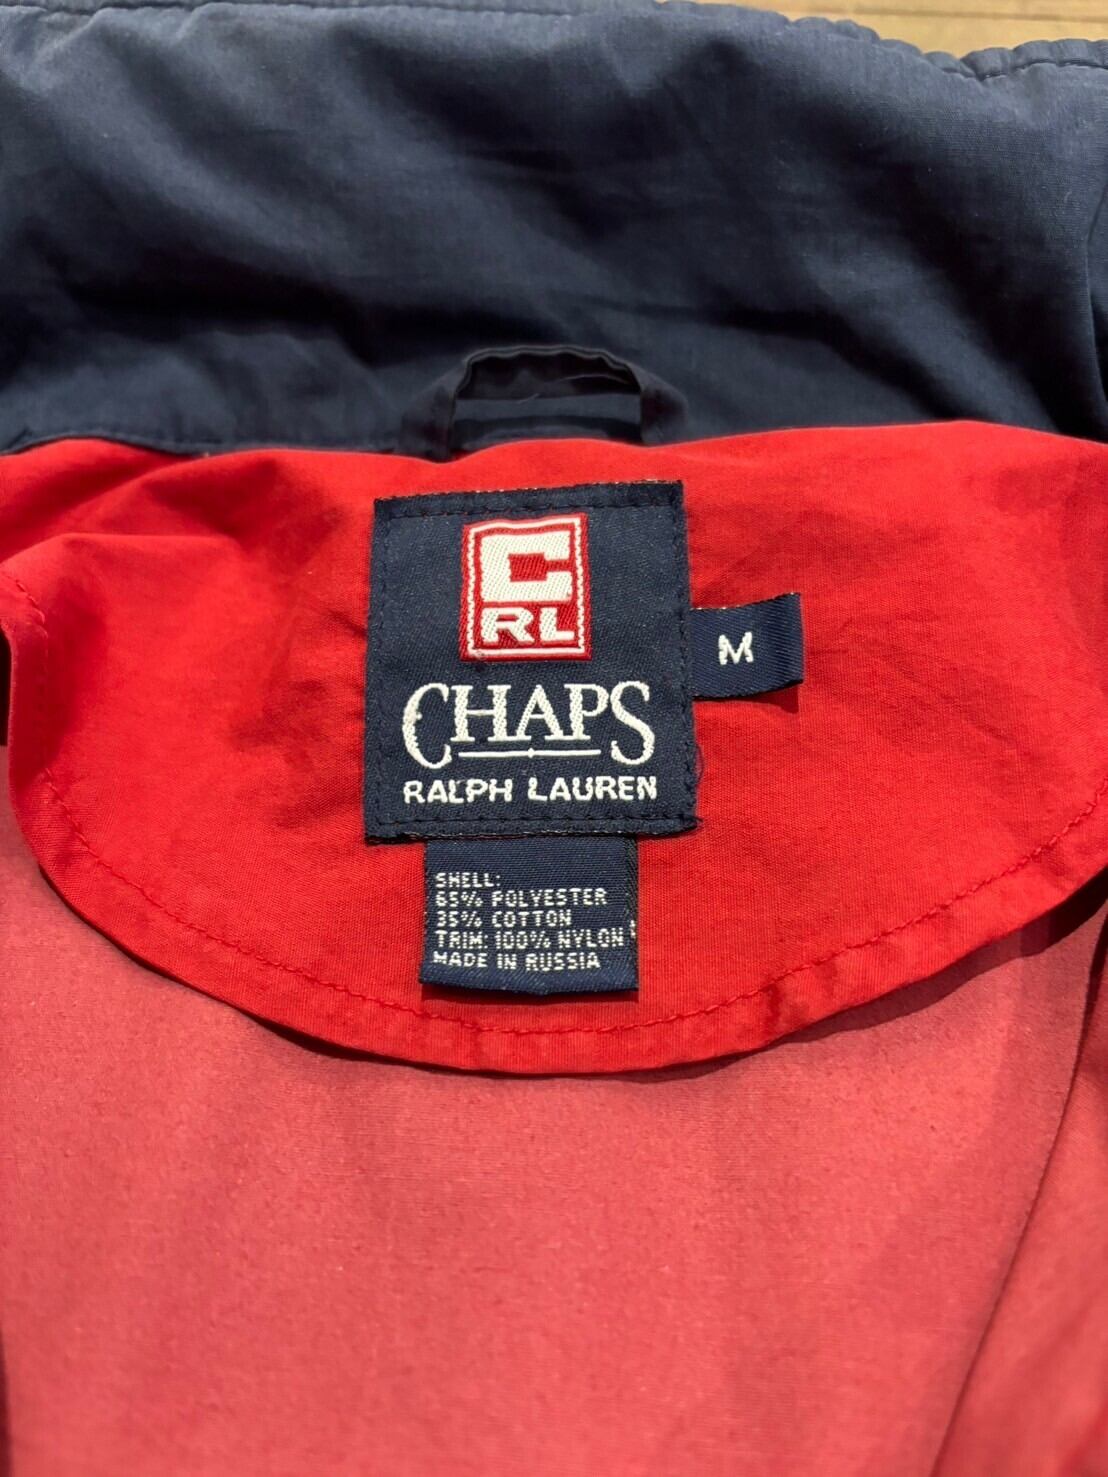 C
RL
CHAPS
RALPH LAUREN
M
SHELL:
65% POLYESTER
35% COTTON
TRIM: 100% NYLON
MADE IN RUSSIA